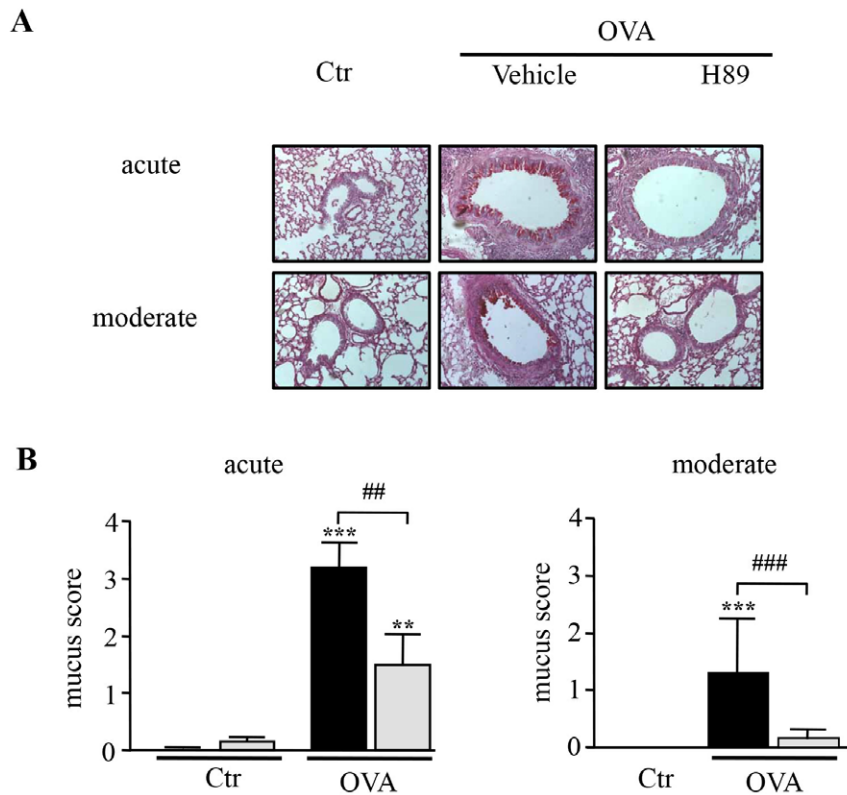 A
OVA
Ctr Vehicle H89
acute
moderate
B
acute
moderate
##
***
**
mucus score
4
3
2
1
0
Ctr OVA
###
***
mucus score
4
3
2
1
0
Ctr OVA